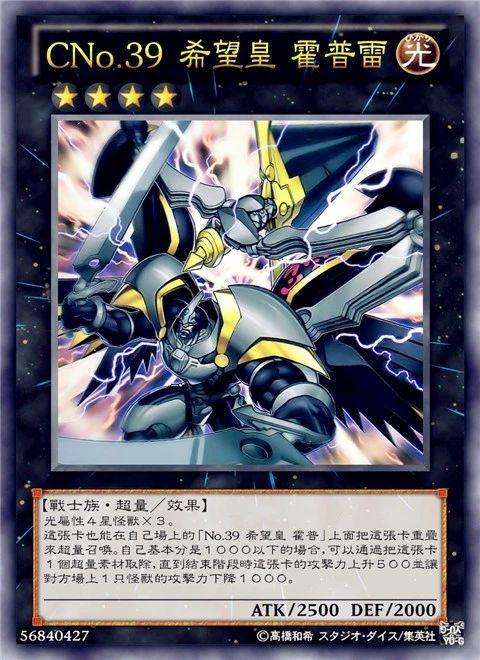 CNo.39 希望皇 霍普雷
ひかり
光
【戰士族・超量／效果】
光屬性４星怪獸×３。
這張卡也能在自己場上的「No.39 希望皇 霍普」上面把這張卡重疊
來超量召喚。自己基本分是１０００以下的場合，可以通過把這張卡
１個超量素材取除，直到結束階段時這張卡的攻擊力上升５００並讓
對方場上１只怪獸的攻擊力下降１０００。
ATK/2500 DEF/2000
56840427
©高橋和希 スタジオ・ダイス/集英社